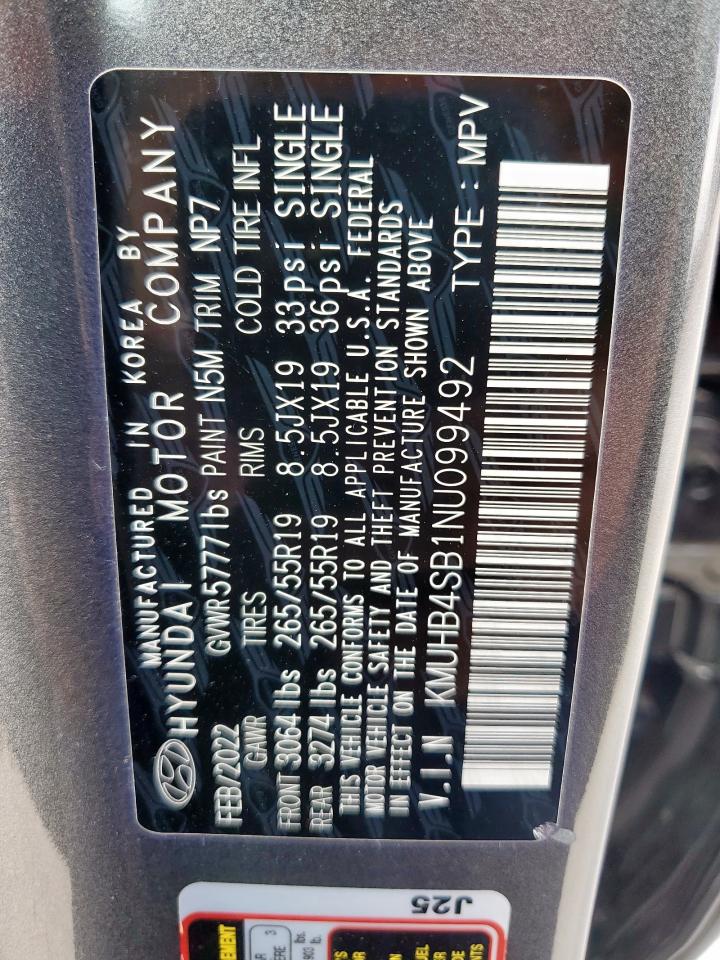 MANUFACTURED IN KOREA BY
HYUNDAI MOTOR COMPANY
FEB/2022 GVWR5777lbs PAINT N5M TRIM NP7
GAWR TIRES RIMS COLD TIRE INFL
FRONT 3064 lbs 265/55R19 8.5JX19 33psi SINGLE
REAR 3274 lbs 265/55R19 8.5JX19 36psi SINGLE
THIS VEHICLE CONFORMS TO ALL APPLICABLE U.S.A. FEDERAL
MOTOR VEHICLE SAFETY AND THEFT PREVENTION STANDARDS
IN EFFECT ON THE DATE OF MANUFACTURE SHOWN ABOVE
V.I.N KMUHB4SB1NU099492 TYPE : MPV
J25